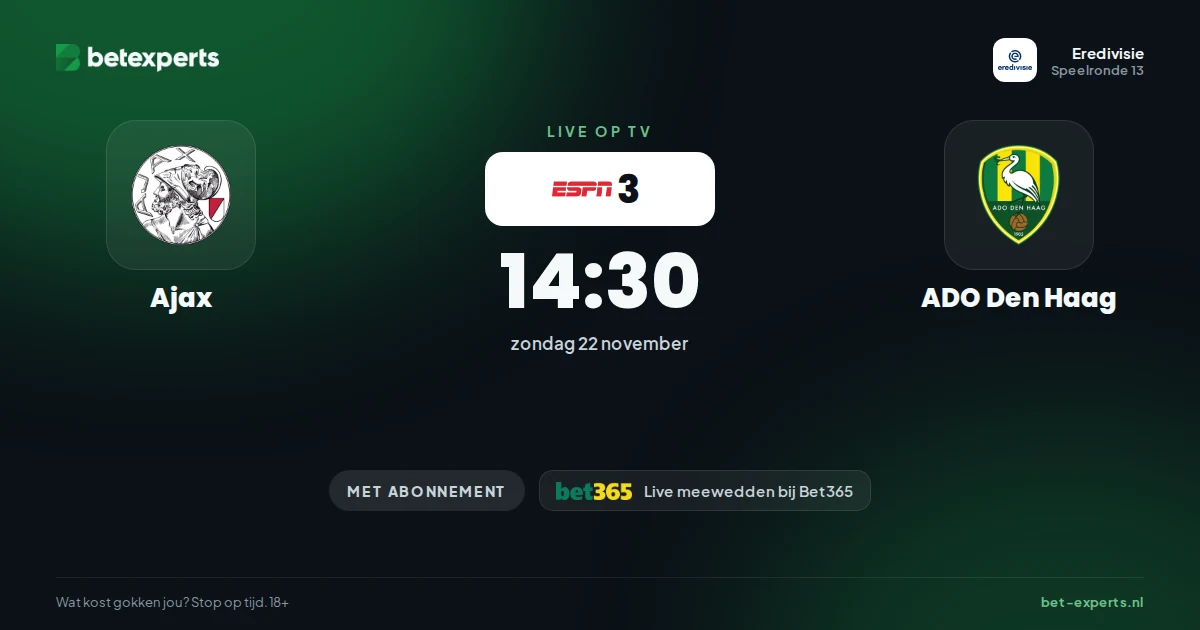 betexperts
eredivisie
Eredivisie
Speelronde 13
LIVE OP TV
ESPN 3
AJAX
ADO DEN HAAG
1905
14:30
Ajax
ADO Den Haag
zondag 22 november
MET ABONNEMENT
bet365 Live meewedden bij Bet365
Wat kost gokken jou? Stop op tijd. 18+
bet-experts.nl